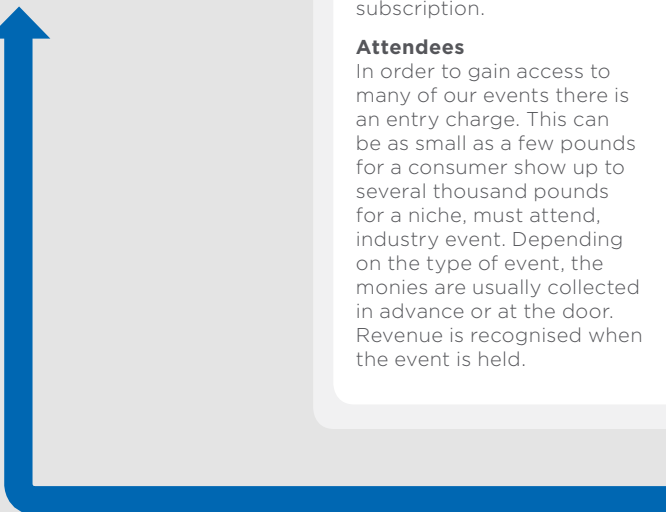 subscription.
Attendees
In order to gain access to
many of our events there is
an entry charge. This can
be as small as a few pounds
for a consumer show up to
several thousand pounds
for a niche, must attend,
industry event. Depending
on the type of event, the
monies are usually collected
in advance or at the door.
Revenue is recognised when
the event is held.